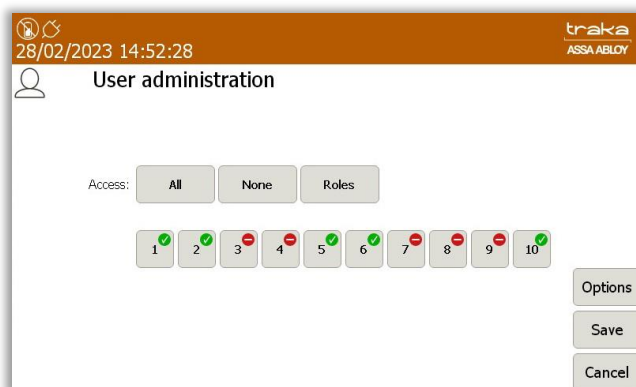 traka
28/02/2023 14:52:28
ASSA ABLOY
User administration
Access: All None Roles
1 2 3 4 5 6 7 8 9 10
Options
Save
Cancel